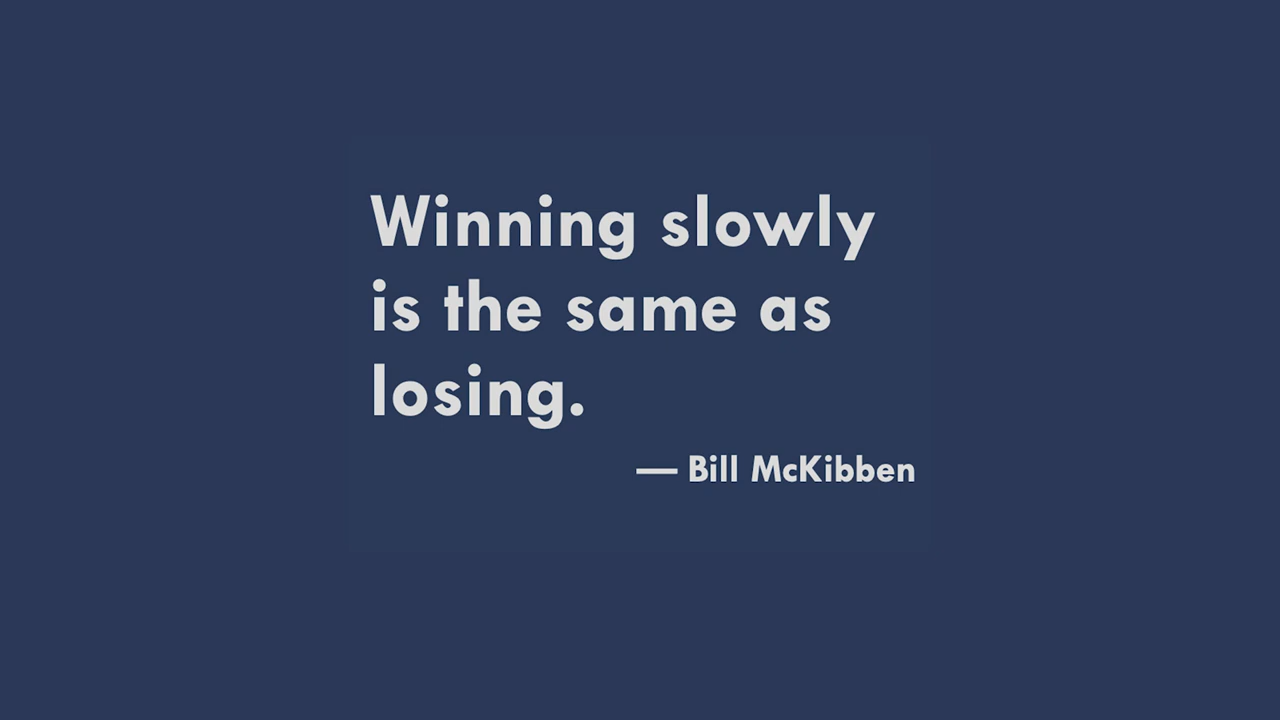 Winning slowly
is the same as
losing.
— Bill McKibben